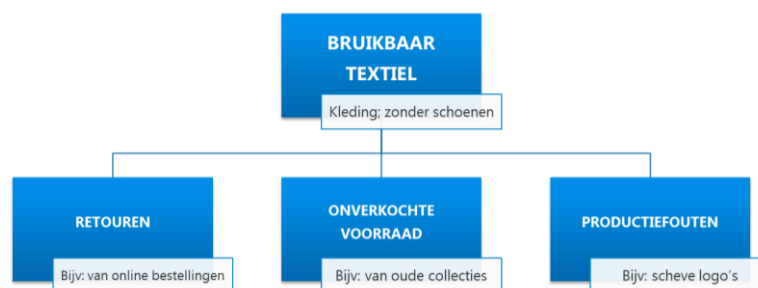 BRUIKBAAR
TEXTIEL
Kleding; zonder schoenen
RETOUREN
Bijv: van online bestellingen
ONVERKOCHTE
VOORRAAD
Bijv: van oude collecties
PRODUCTIEFOUTEN
Bijv: scheve logo's